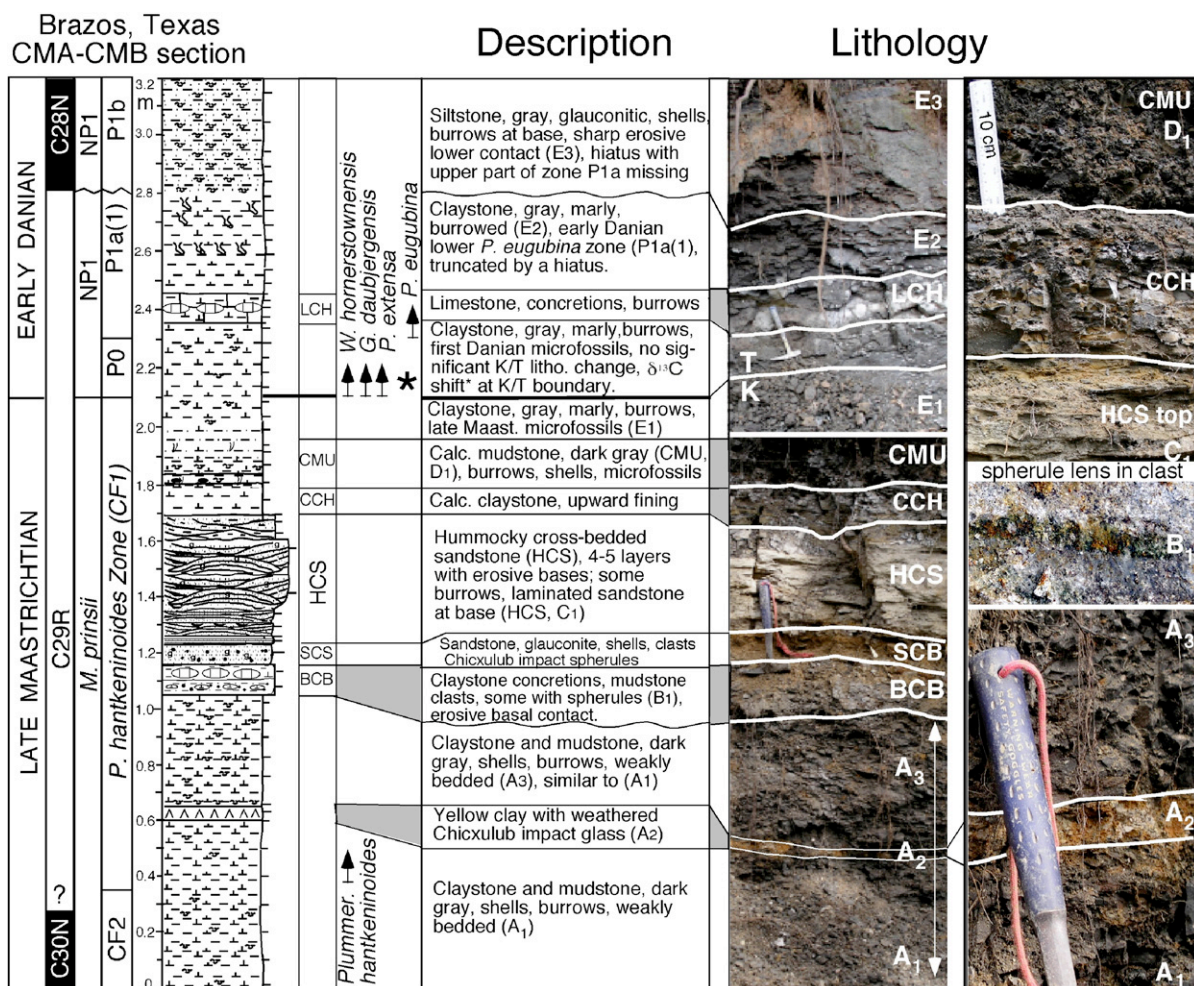 Brazos, Texas
CMA-CMB section
Description
Lithology
EARLY DANIAN
LATE MAASTRICHTIAN
C28N
C29R
?
C30N
NP1
NP1
M. prinsii
P1b
P1a(1)
P0
P. hantkeninoides Zone (CF1)
CF2
3.2
m
3.0
2.8
2.6
2.4
2.2
2.0
1.8
1.6
1.4
1.2
1.0
0.8
0.6
0.4
0.2
0
LCH
CMU
CCH
HCS
SCS
BCB
W. hornerstownensis
G. daubjergensis
P. extensa
P. eugubina
*
Plummer.
hantkeninoides
Siltstone, gray, glauconitic, shells,
burrows at base, sharp erosive
lower contact (E3), hiatus with
upper part of zone P1a missing
Claystone, gray, marly,
burrowed (E2), early Danian
lower P. eugubina zone (P1a(1),
truncated by a hiatus.
Limestone, concretions, burrows
Claystone, gray, marly,burrows,
first Danian microfossils, no sig-
nificant K/T litho. change, δ13C
shift* at K/T boundary.
Claystone, gray, marly, burrows,
late Maast. microfossils (E1)
Calc. mudstone, dark gray (CMU,
D1), burrows, shells, microfossils
Calc. claystone, upward fining
Hummocky cross-bedded
sandstone (HCS), 4-5 layers
with erosive bases; some
burrows, laminated sandstone
at base (HCS, C1)
Sandstone, glauconite, shells, clasts
Chicxulub impact spherules
Claystone concretions, mudstone
clasts, some with spherules (B1),
erosive basal contact.
Claystone and mudstone, dark
gray, shells, burrows, weakly
bedded (A3), similar to (A1)
Yellow clay with weathered
Chicxulub impact glass (A2)
Claystone and mudstone, dark
gray, shells, burrows, weakly
bedded (A1)
E3
E2
LCH
T
K
E1
CMU
CCH
HCS
SCB
BCB
A3
A2
A1
10 cm
CMU
D1
CCH
HCS top
C1
spherule lens in clast
B1
A3
WARNING
SAFETY GOGGLES
A2
A1